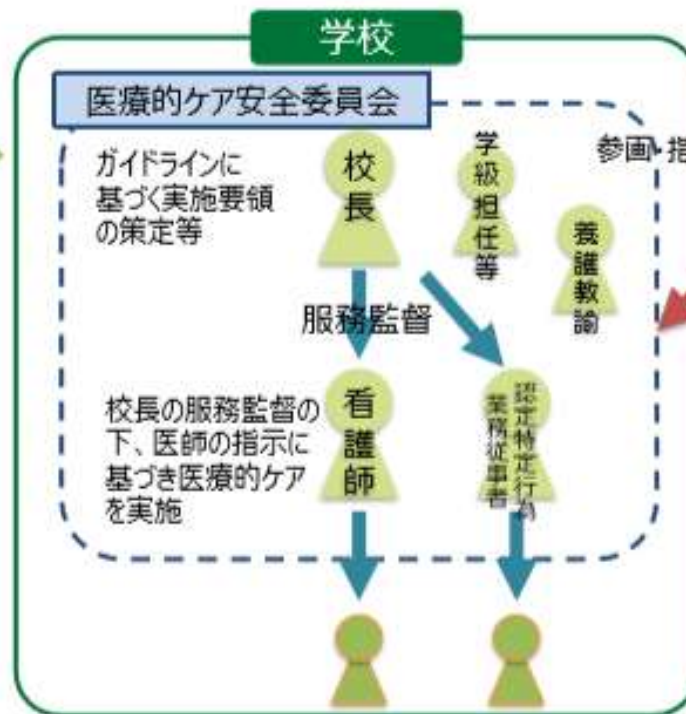 学校
医療的ケア安全委員会
ガイドラインに
基づく実施要領
の策定等
校長
学級担任等
養護教諭
参画・指
服務監督
校長の服務監督の
下、医師の指示に
基づき医療的ケア
を実施
看護師
認定特定行為
業務従事者